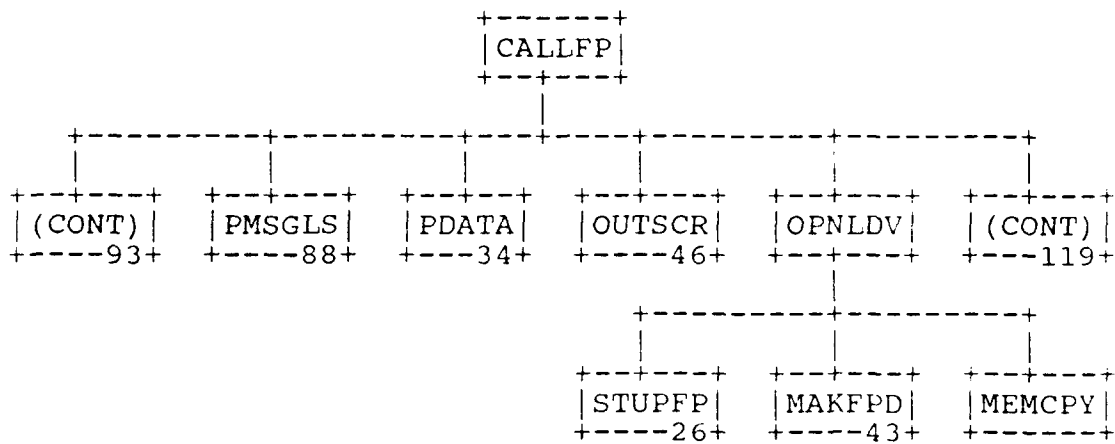 CALLFP
(CONT) PMSGLS PDATA OUTSCR OPNLDV (CONT)
93 88 34 46 119
STUPFP MAKFPD MEMCPY
26 43